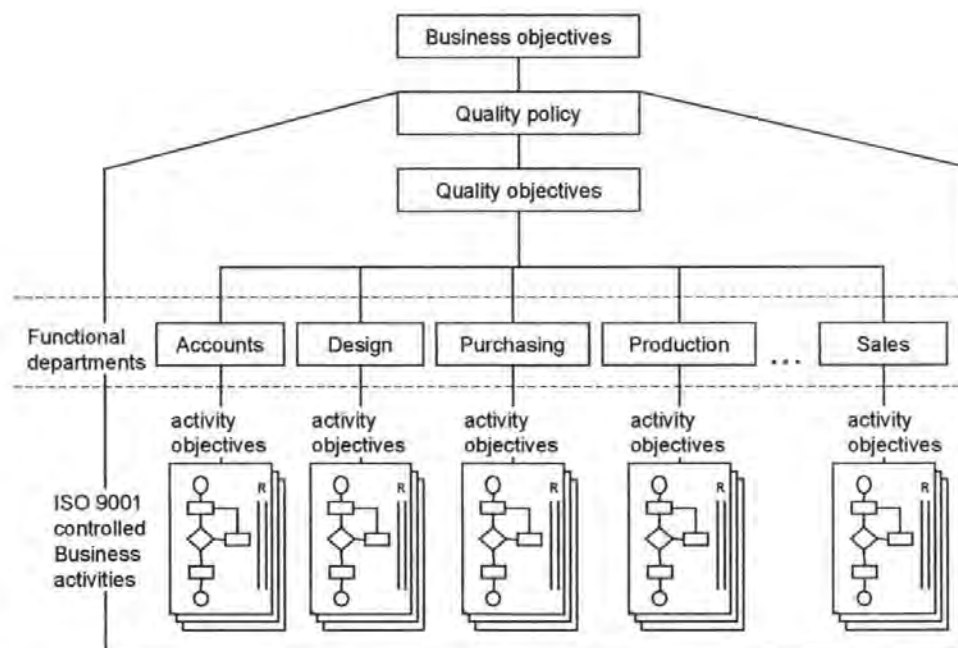 Business objectives
Quality policy
Quality objectives
Functional
departments
Accounts
Design
Purchasing
Production
...
Sales
activity
objectives
activity
objectives
activity
objectives
activity
objectives
activity
objectives
ISO 9001
controlled
Business
activities
R
R
R
R
R